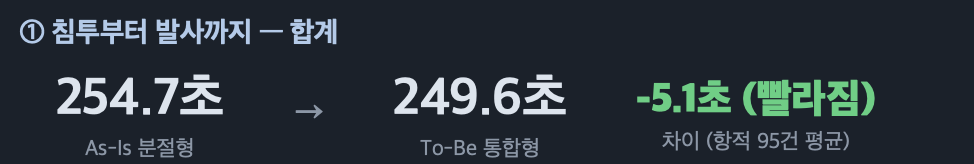 ① 침투부터 발사까지 — 합계
254.7초 → 249.6초 -5.1초 (빨라짐)
As-Is 분절형 To-Be 통합형 차이 (항적 95건 평균)